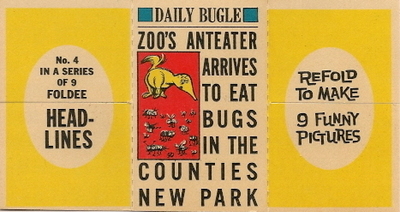 No. 4
IN A SERIES
OF 9
FOLDEE
HEAD-
LINES
DAILY BUGLE
ZOO'S ANTEATER
ARRIVES
TO EAT
BUGS
IN THE
COUNTIES
NEW PARK
REFOLD
TO MAKE
9 FUNNY
PICTURES